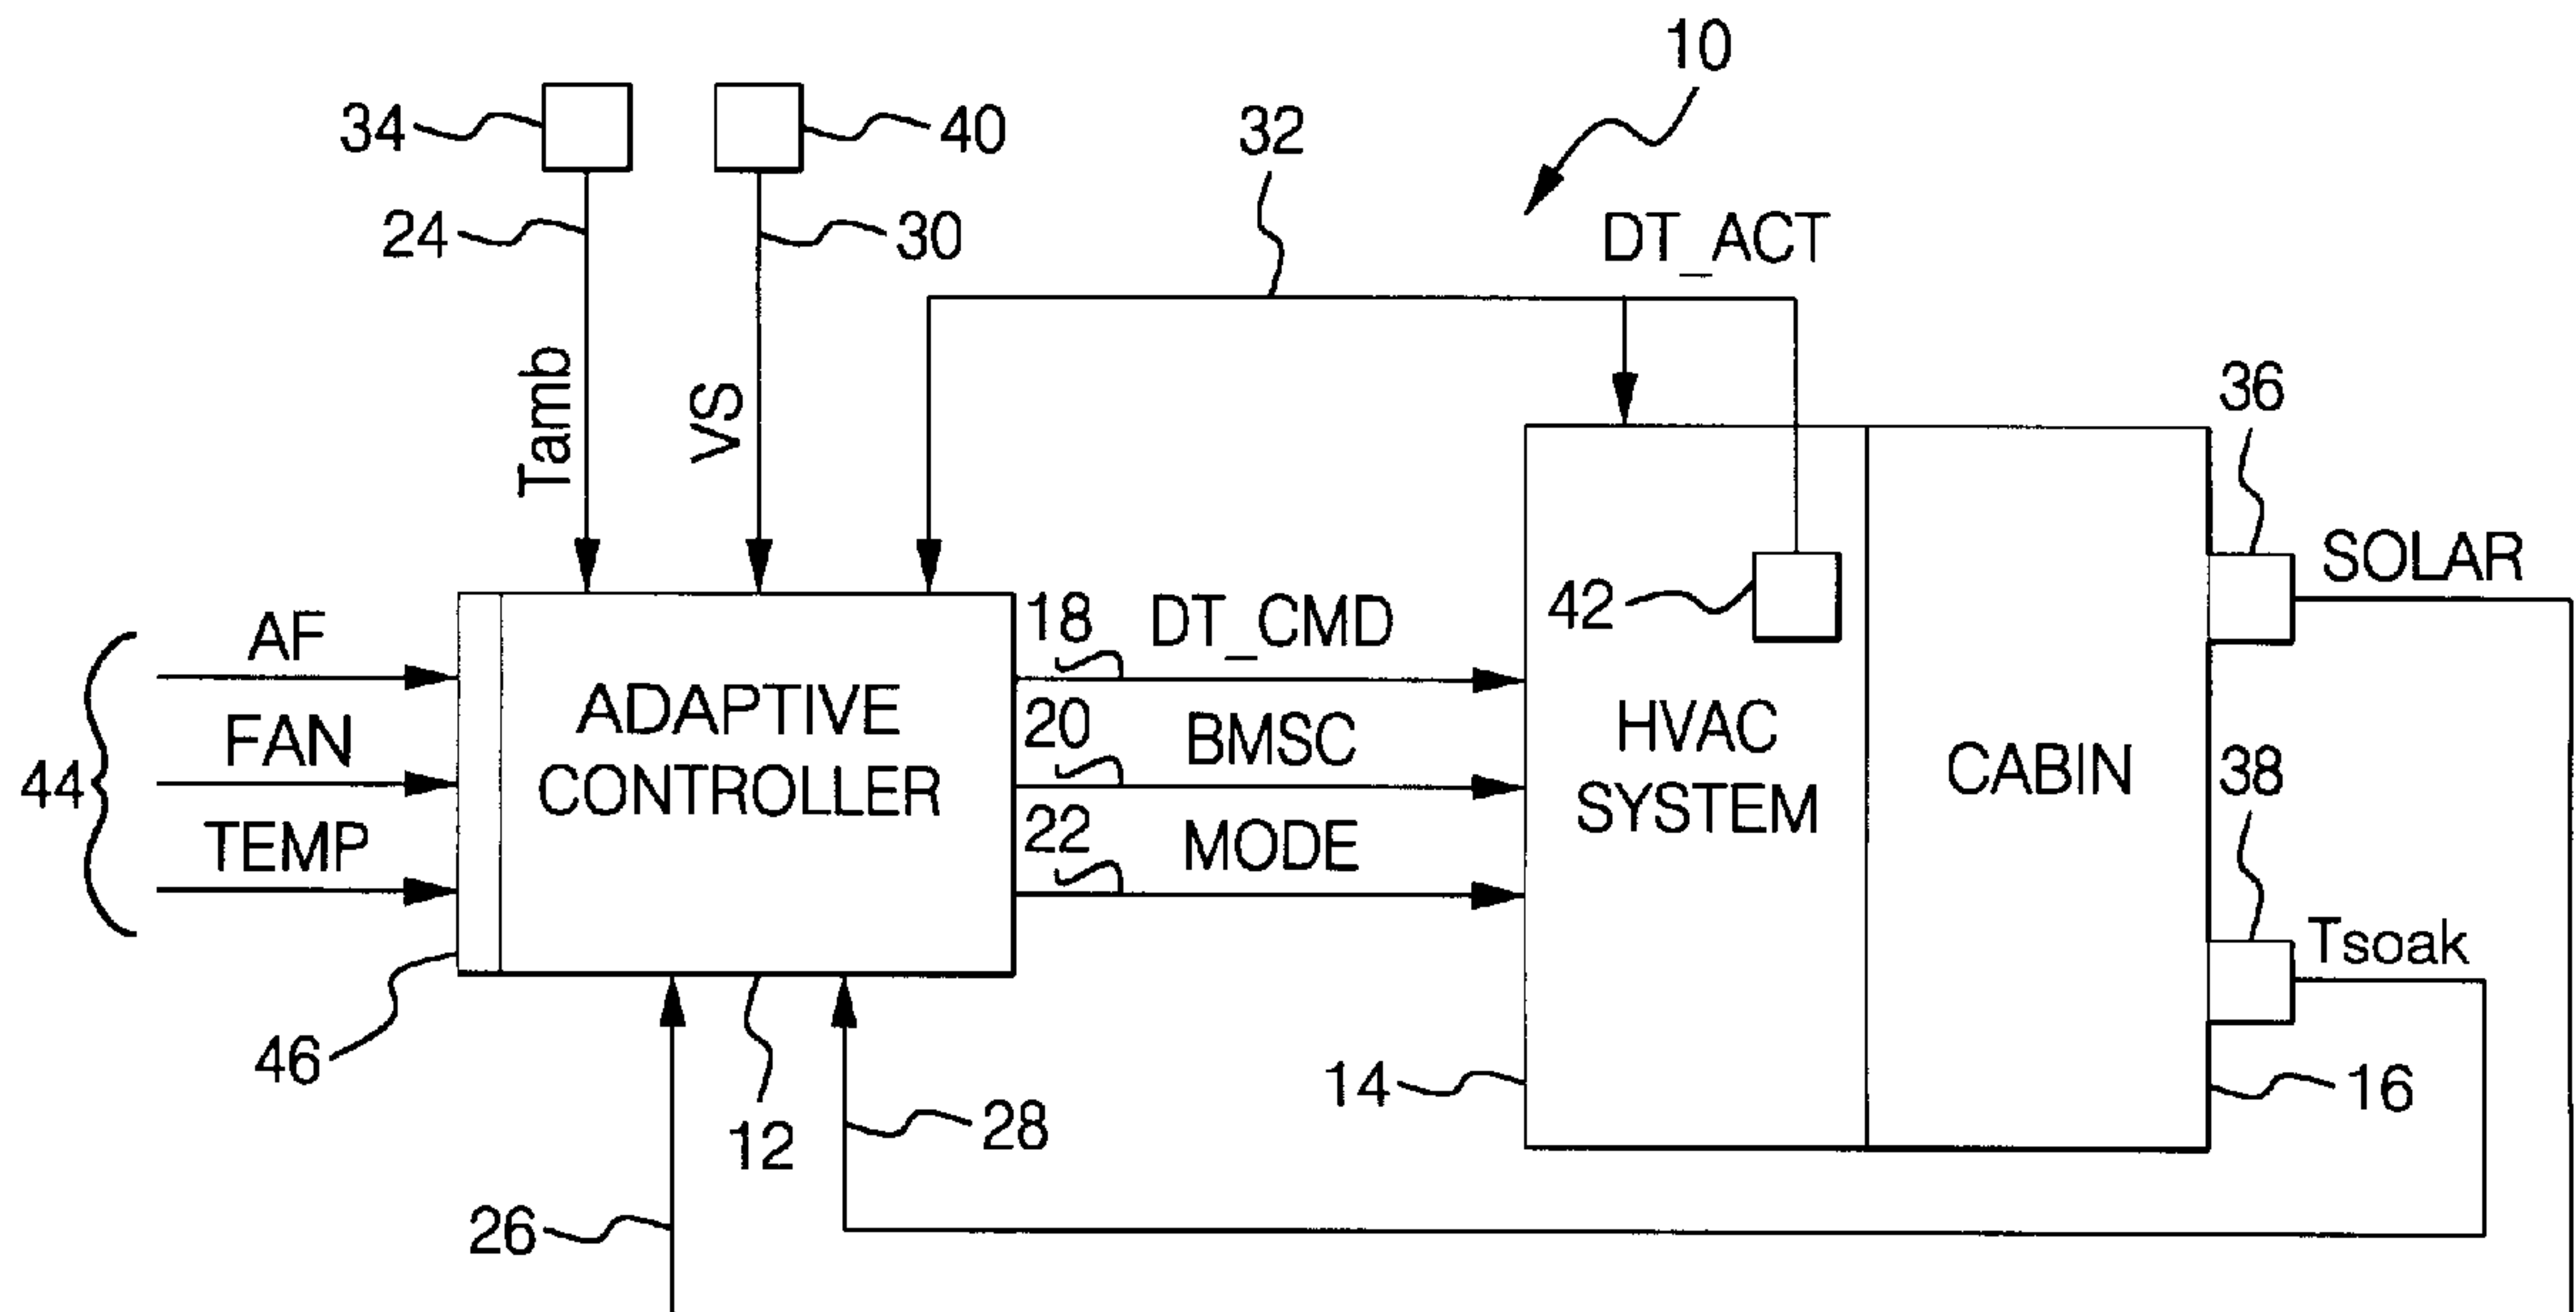 10
34
40
32
24
30
DT_ACT
Tamb
VS
36
SOLAR
42
AF
18
DT_CMD
ADAPTIVE
CONTROLLER
FAN
20
BMSC
HVAC
SYSTEM
CABIN
38
44
TEMP
22
MODE
Tsoak
46
12
28
14
16
26